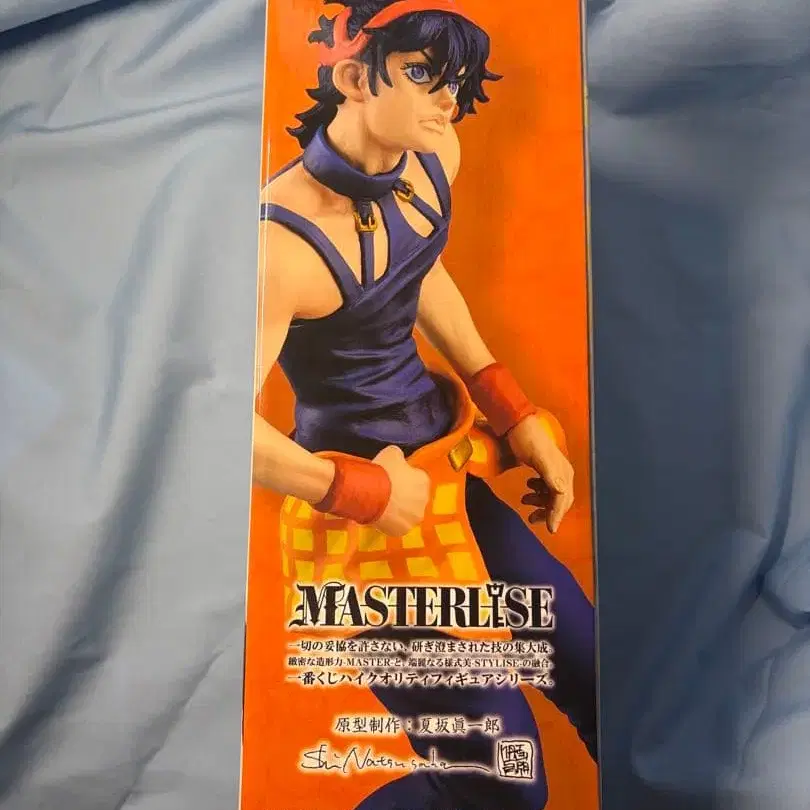 MASTERLISE
一切の妥協を許さない、研ぎ澄まされた技の集大成。
緻密な造形力-MASTER-と、端麗なる様式美-STYLISE-の融合
一番くじハイクオリティフィギュアシリーズ。
原型制作：夏坂眞一郎
Shin Natsusaka